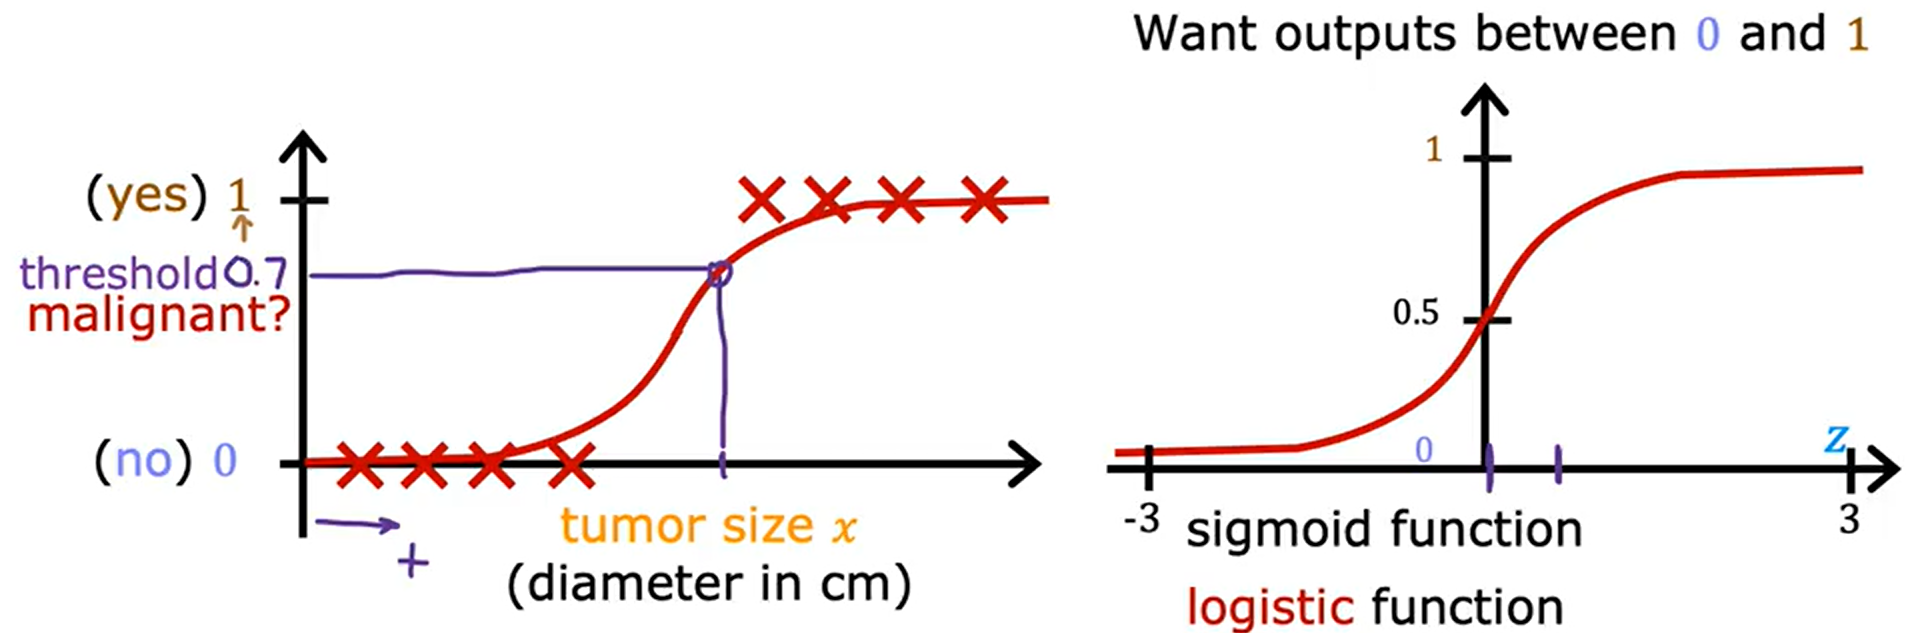 (yes) 1
threshold 0.7
malignant?
(no) 0
+
tumor size x
(diameter in cm)
Want outputs between 0 and 1
1
0.5
0
z
-3
3
sigmoid function
logistic function